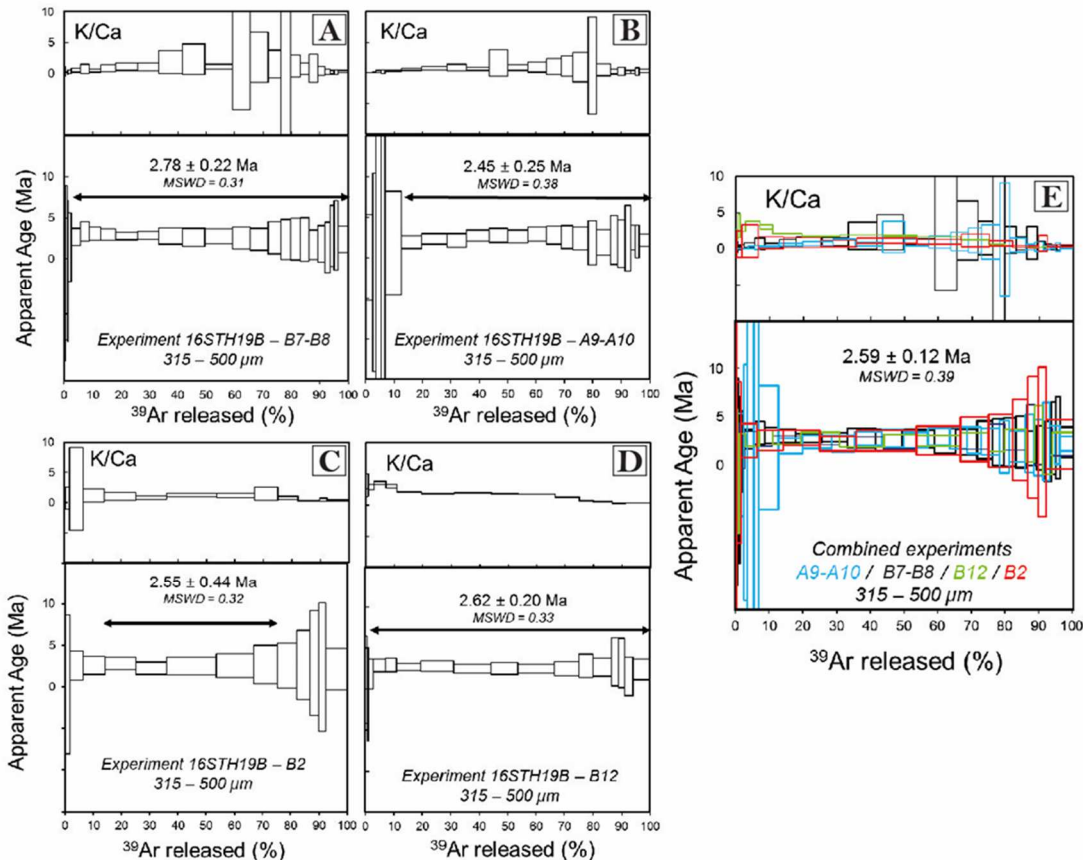 10
5
0
K/Ca
A
10
5
0
2.78 ± 0.22 Ma
MSWD = 0.31
Experiment 16STH19B – B7-B8
315 – 500 µm
0 10 20 30 40 50 60 70 80 90 100
³⁹Ar released (%)
Apparent Age (Ma)
10
5
0
K/Ca
B
10
5
0
2.45 ± 0.25 Ma
MSWD = 0.38
Experiment 16STH19B – A9-A10
315 – 500 µm
0 10 20 30 40 50 60 70 80 90 100
³⁹Ar released (%)
10
5
0
K/Ca
C
10
5
0
2.55 ± 0.44 Ma
MSWD = 0.32
Experiment 16STH19B – B2
315 – 500 µm
0 10 20 30 40 50 60 70 80 90 100
³⁹Ar released (%)
Apparent Age (Ma)
10
5
0
K/Ca
D
10
5
0
2.62 ± 0.20 Ma
MSWD = 0.33
Experiment 16STH19B – B12
315 – 500 µm
0 10 20 30 40 50 60 70 80 90 100
³⁹Ar released (%)
10
5
0
K/Ca
E
10
5
0
2.59 ± 0.12 Ma
MSWD = 0.39
Combined experiments
A9-A10 / B7-B8 / B12 / B2
315 – 500 µm
0 10 20 30 40 50 60 70 80 90 100
³⁹Ar released (%)
Apparent Age (Ma)